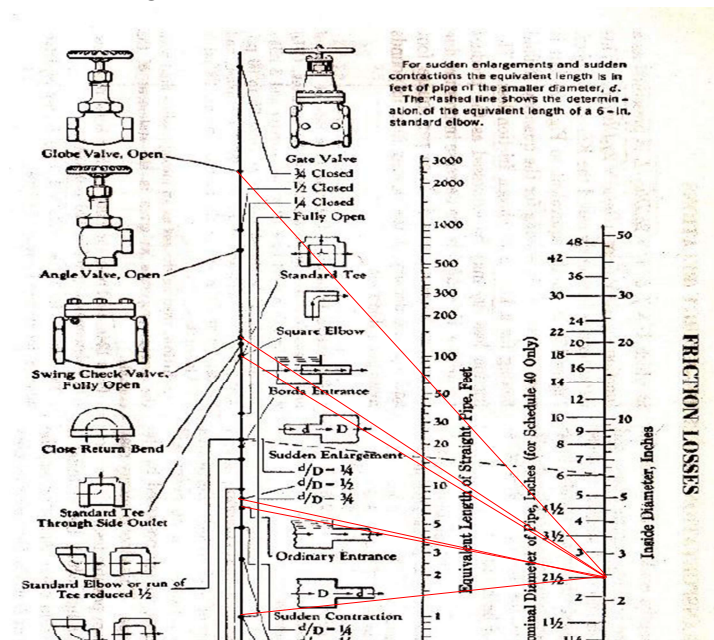 For sudden enlargements and sudden
contractions the equivalent length is in
feet of pipe of the smaller diameter, d.
The dashed line shows the determin-
ation of the equivalent length of a 6-in.
standard elbow.
Globe Valve, Open
Gate Valve
¾ Closed
½ Closed
¼ Closed
Fully Open
Angle Valve, Open
Standard Tee
Square Elbow
Swing Check Valve,
Fully Open
Borda Entrance
d D
Close Return Bend
Sudden Enlargement
d/D - ¼
d/D - ½
d/D - ¾
Standard Tee
Through Side Outlet
Ordinary Entrance
Standard Elbow or run of
Tee reduced ½
D d
Sudden Contraction
d/D - ¼
3000
2000
1000
500
300
200
100
50
30
20
10
5
3
2
1
Equivalent Length of Straight Pipe, Feet
48
42
36
30
24
22
20
18
16
14
12
10
9
8
7
6
5
4½
4
3½
3
2½
2
1½
Diameter of Pipe, Inches (for Schedule 40 Only)
50
30
20
10
5
3
2
Inside Diameter, Inches
FRICTION LOSSES